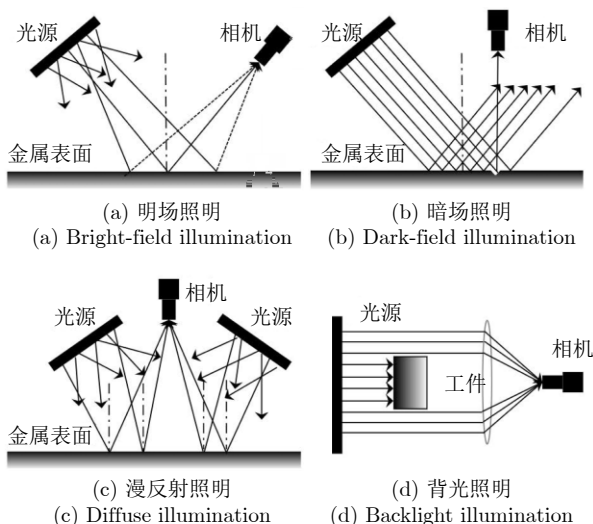 光源
相机
金属表面
(a) 明场照明
(a) Bright-field illumination
光源
相机
金属表面
(b) 暗场照明
(b) Dark-field illumination
光源
相机
光源
金属表面
(c) 漫反射照明
(c) Diffuse illumination
光源
工件
相机
(d) 背光照明
(d) Backlight illumination